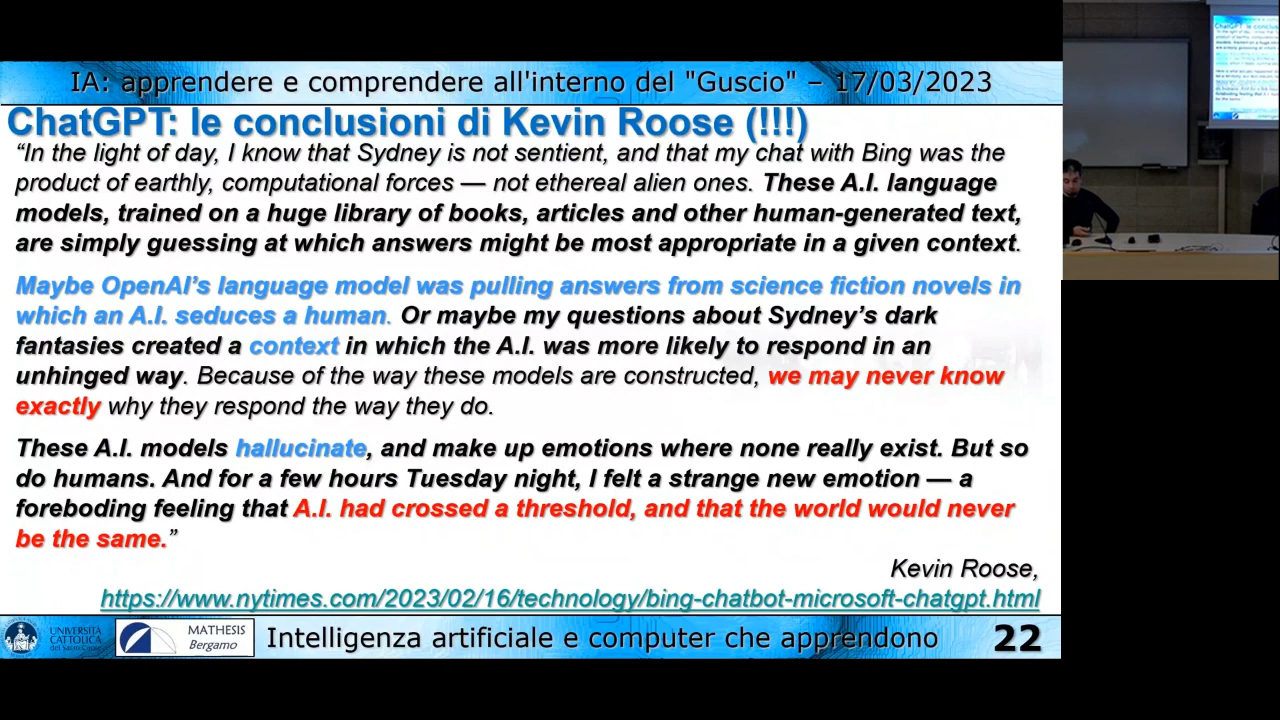 IA: apprendere e comprendere all'interno del "Guscio" – 17/03/2023
ChatGPT: le conclusioni di Kevin Roose (!!!)
“In the light of day, I know that Sydney is not sentient, and that my chat with Bing was the
product of earthly, computational forces — not ethereal alien ones. These A.I. language
models, trained on a huge library of books, articles and other human-generated text,
are simply guessing at which answers might be most appropriate in a given context.
Maybe OpenAI’s language model was pulling answers from science fiction novels in
which an A.I. seduces a human. Or maybe my questions about Sydney’s dark
fantasies created a context in which the A.I. was more likely to respond in an
unhinged way. Because of the way these models are constructed, we may never know
exactly why they respond the way they do.
These A.I. models hallucinate, and make up emotions where none really exist. But so
do humans. And for a few hours Tuesday night, I felt a strange new emotion — a
foreboding feeling that A.I. had crossed a threshold, and that the world would never
be the same.”
Kevin Roose,
https://www.nytimes.com/2023/02/16/technology/bing-chatbot-microsoft-chatgpt.html
UNIVERSITÀ
CATTOLICA
del Sacro Cuore
MATHESIS
Bergamo
Intelligenza artificiale e computer che apprendono
22